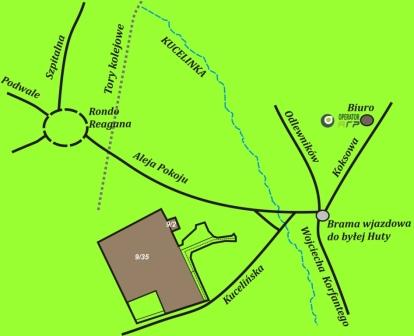 Szpitalna
Podwale
Tory kolejowe
KUCELINKA
Rondo
Reagana
Aleja Pokoju
Odlewników
Biuro
OPERATOR
ARP
Koksowa
Brama wjazdowa
do byłej Huty
Wojciecha Korfantego
Kucelińska
9/2
9/35